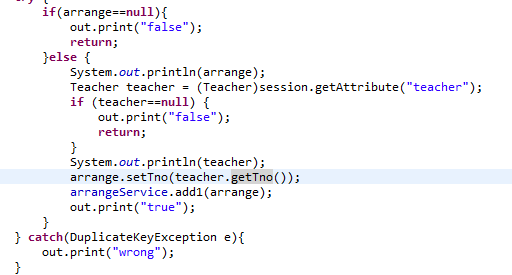 try {
if(arrange==null){
out.print("false");
return;
}else {
System.out.println(arrange);
Teacher teacher = (Teacher)session.getAttribute("teacher");
if (teacher==null) {
out.print("false");
return;
}
System.out.println(teacher);
arrange.setTno(teacher.getTno());
arrangeService.add1(arrange);
out.print("true");
}
} catch(DuplicateKeyException e){
out.print("wrong");
}